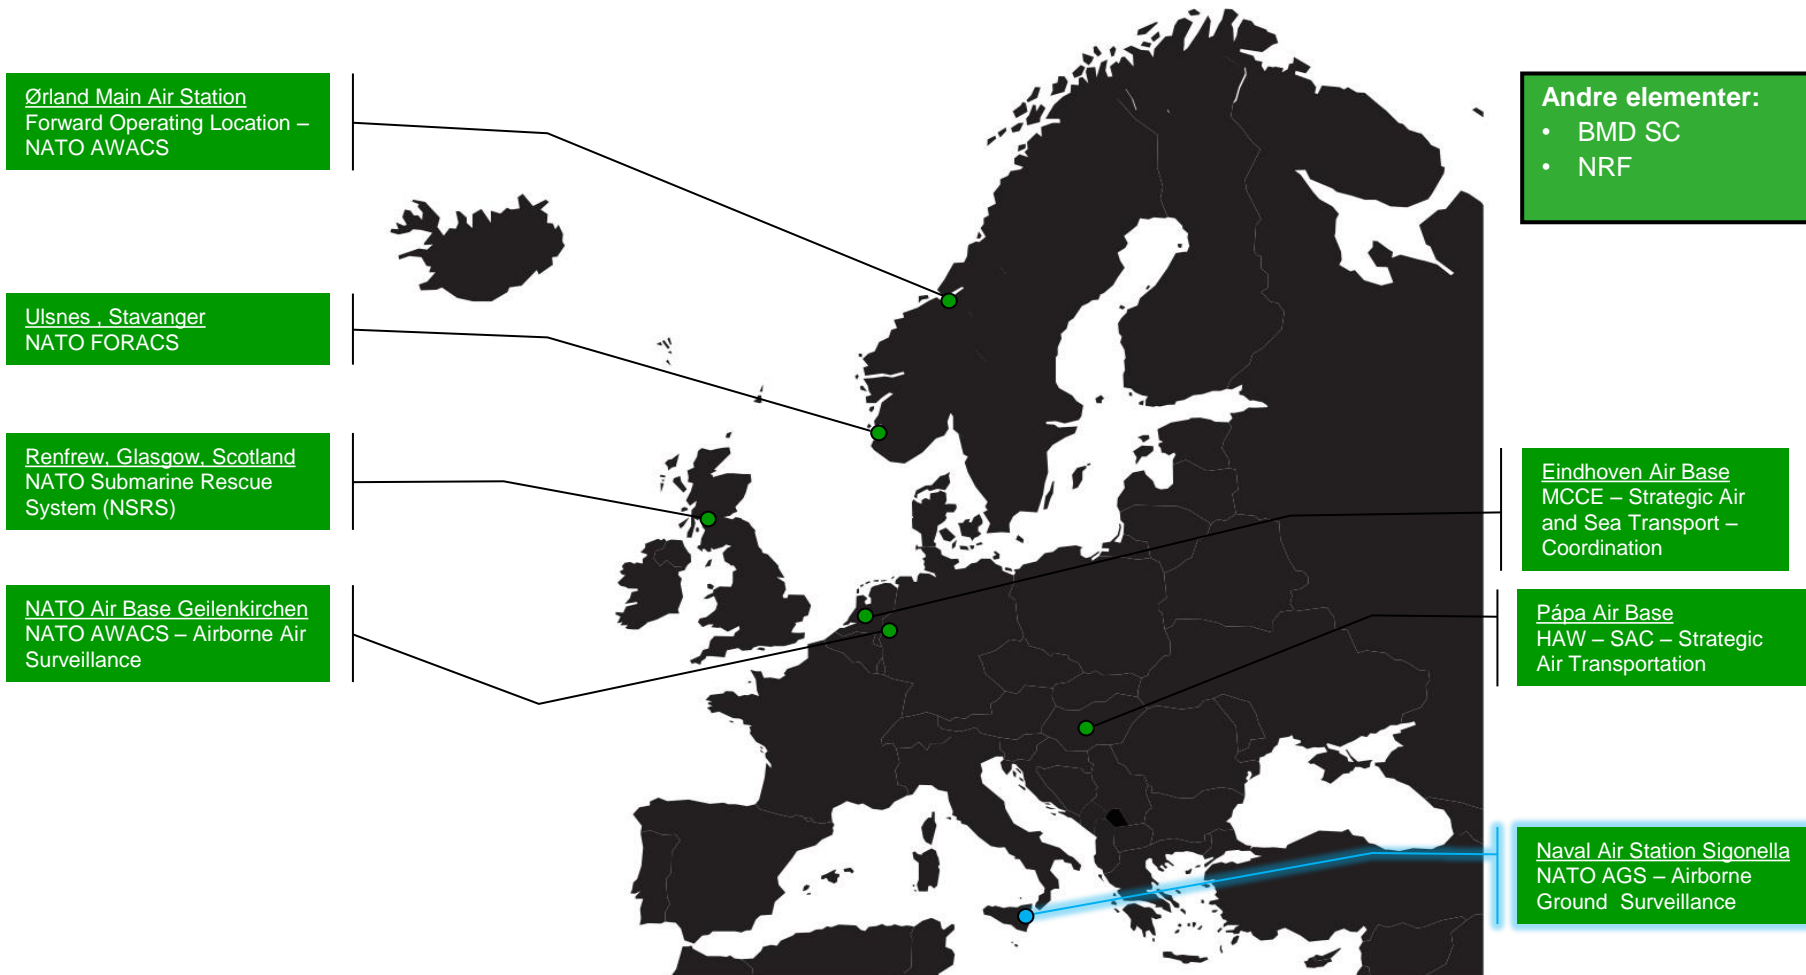 Ørland Main Air Station
Forward Operating Location –
NATO AWACS
Ulsnes , Stavanger
NATO FORACS
Renfrew, Glasgow, Scotland
NATO Submarine Rescue
System (NSRS)
NATO Air Base Geilenkirchen
NATO AWACS – Airborne Air
Surveillance
Andre elementer:
• BMD SC
• NRF
Eindhoven Air Base
MCCE – Strategic Air
and Sea Transport –
Coordination
Pápa Air Base
HAW – SAC – Strategic
Air Transportation
Naval Air Station Sigonella
NATO AGS – Airborne
Ground Surveillance